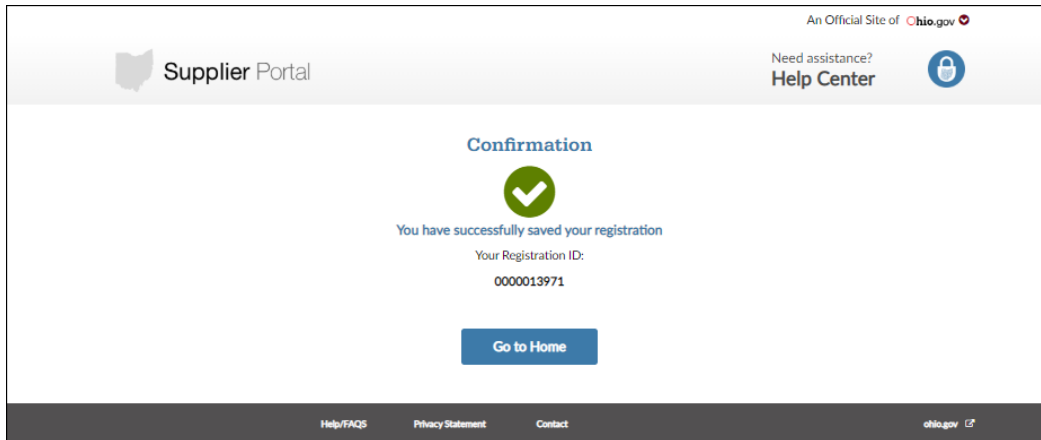 An Official Site of Ohio.gov
Supplier Portal
Need assistance?
Help Center
Confirmation
You have successfully saved your registration
Your Registration ID:
0000013971
Go to Home
Help/FAQS Privacy Statement Contact ohio.gov